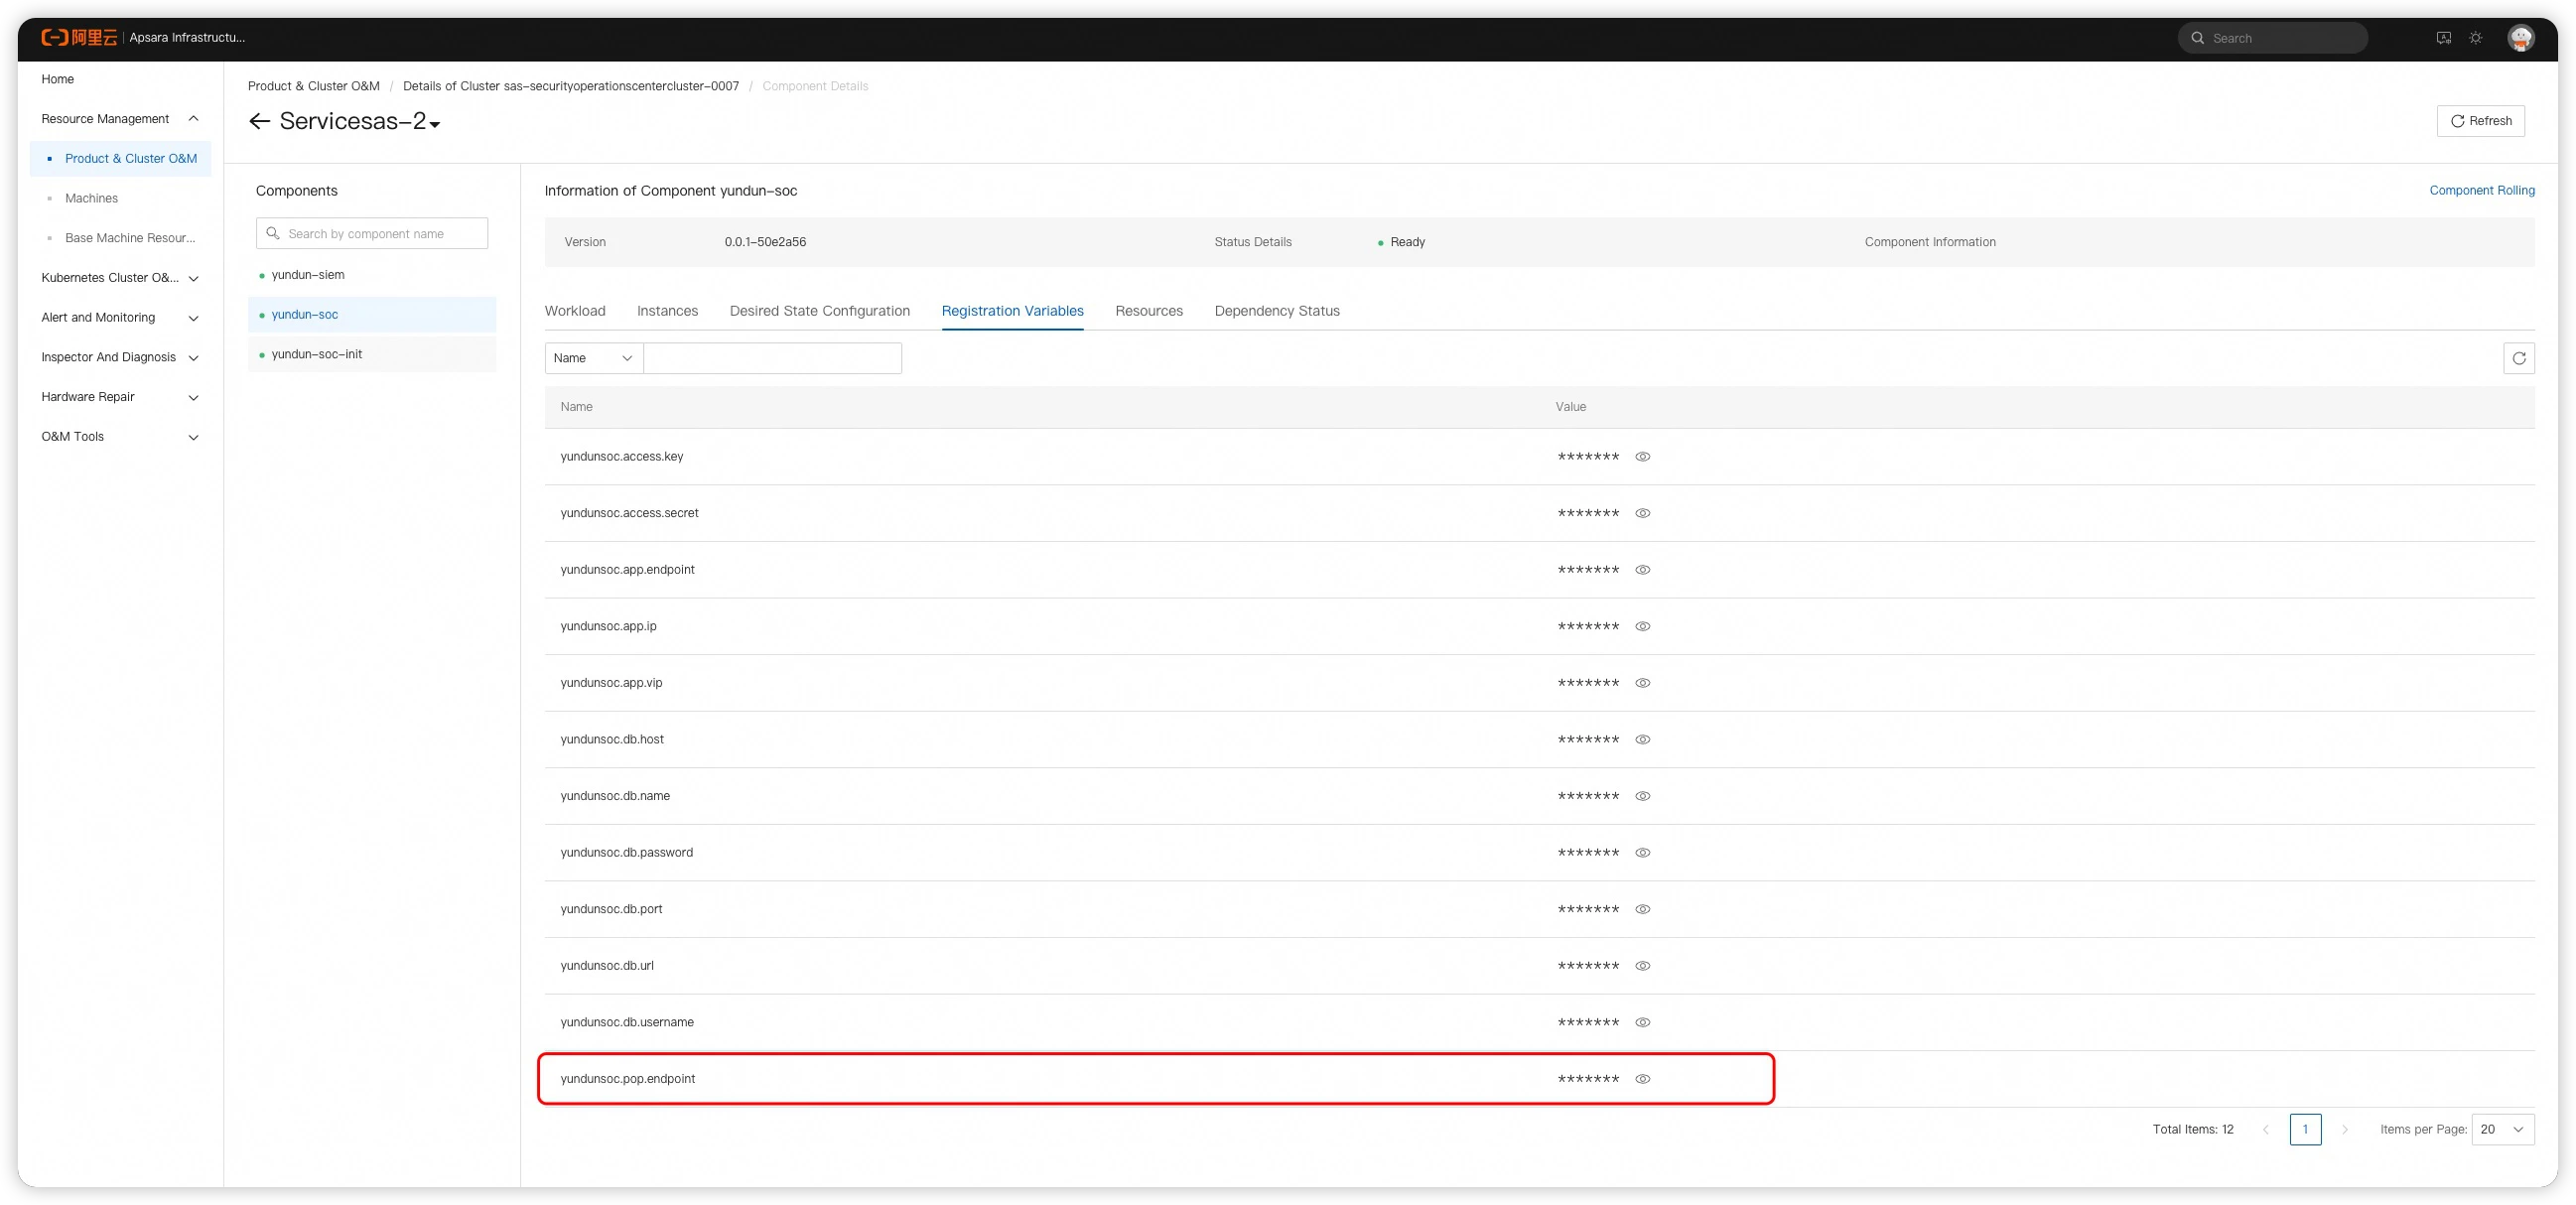 阿里云 Apsara Infrastructu... Search
Home
Resource Management
Product & Cluster O&M
Machines
Base Machine Resour...
Kubernetes Cluster O&...
Alert and Monitoring
Inspector And Diagnosis
Hardware Repair
O&M Tools
Product & Cluster O&M / Details of Cluster sas-securityoperationscentercluster-0007 / Component Details
Servicesas-2
Refresh
Components
Search by component name
yundun-siem
yundun-soc
yundun-soc-init
Information of Component yundun-soc
Component Rolling
Version 0.0.1-50e2a56 Status Details Ready Component Information
Workload Instances Desired State Configuration Registration Variables Resources Dependency Status
Name
Name Value
yundunsoc.access.key *******
yundunsoc.access.secret *******
yundunsoc.app.endpoint *******
yundunsoc.app.ip *******
yundunsoc.app.vip *******
yundunsoc.db.host *******
yundunsoc.db.name *******
yundunsoc.db.password *******
yundunsoc.db.port *******
yundunsoc.db.url *******
yundunsoc.db.username *******
yundunsoc.pop.endpoint *******
Total Items: 12 1 Items per Page: 20